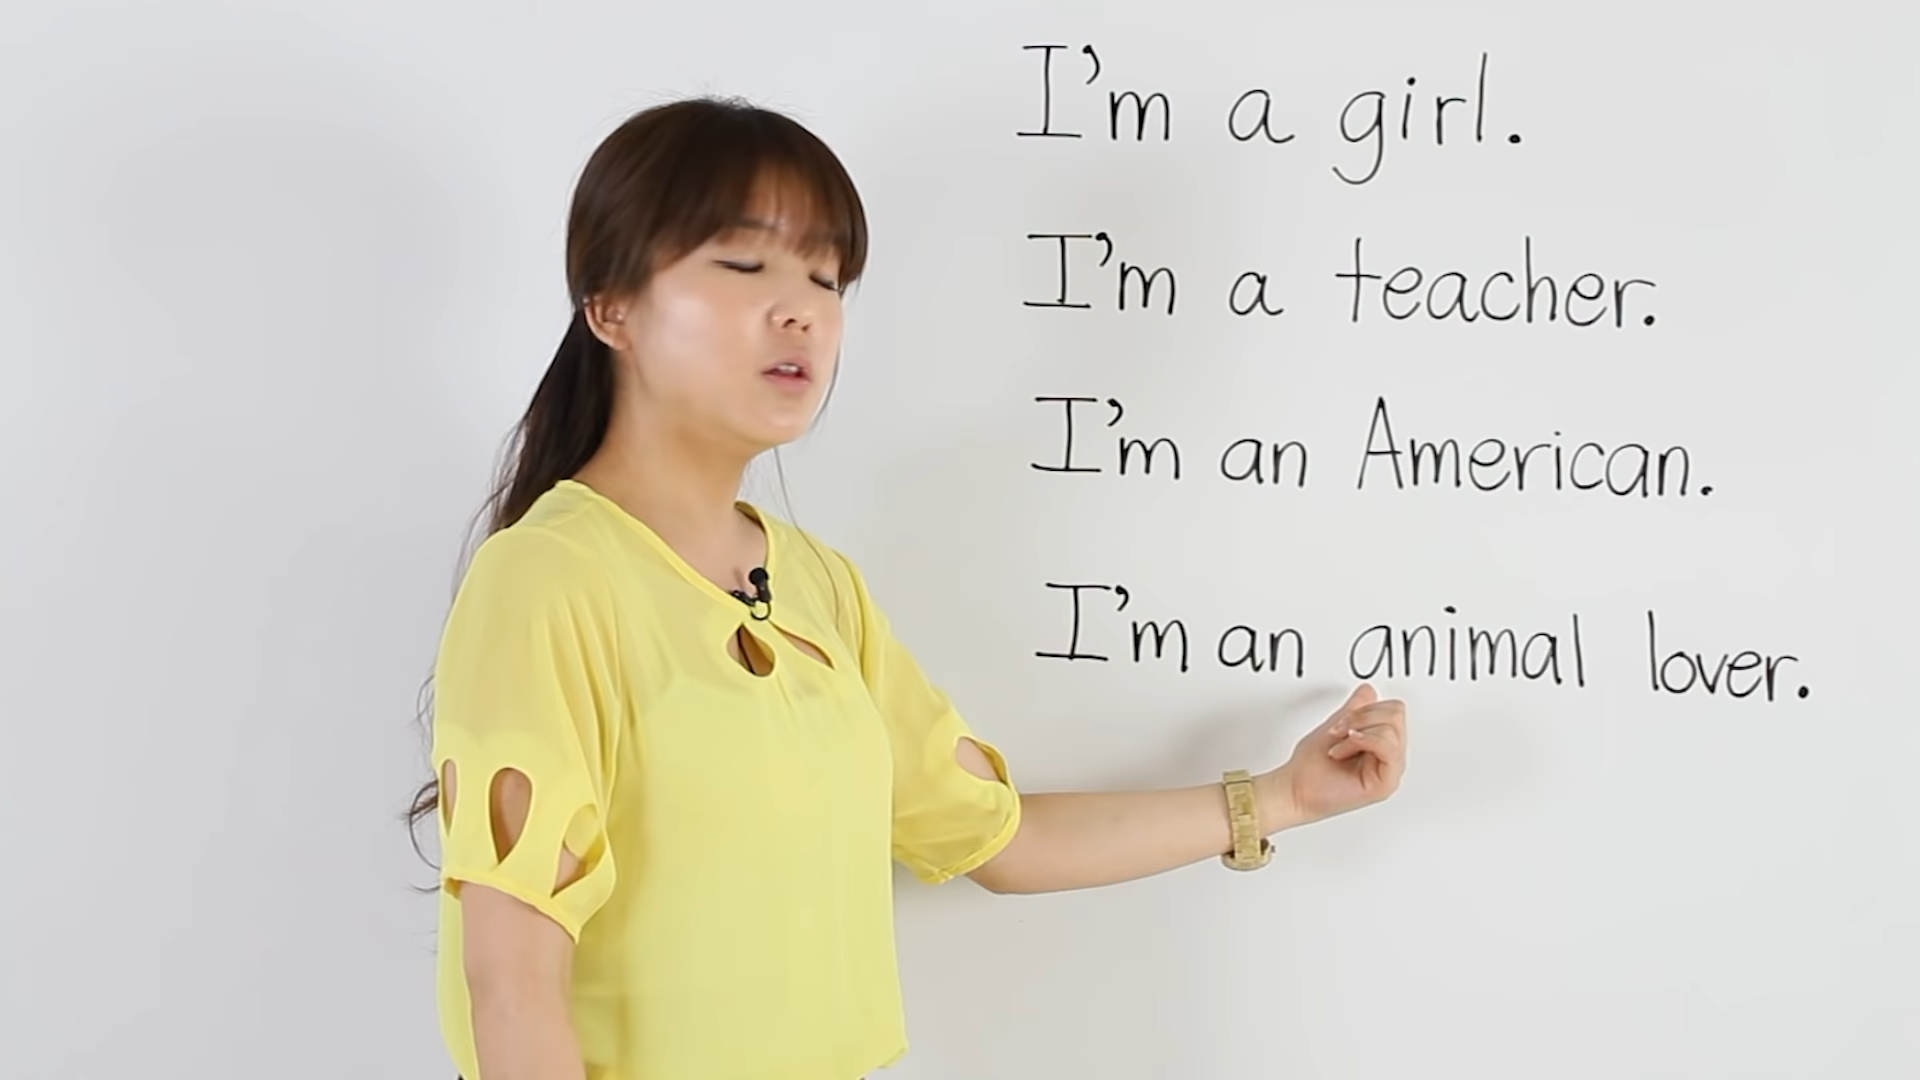 I'm a girl.
I'm a teacher.
I'm an American.
I'm an animal lover.